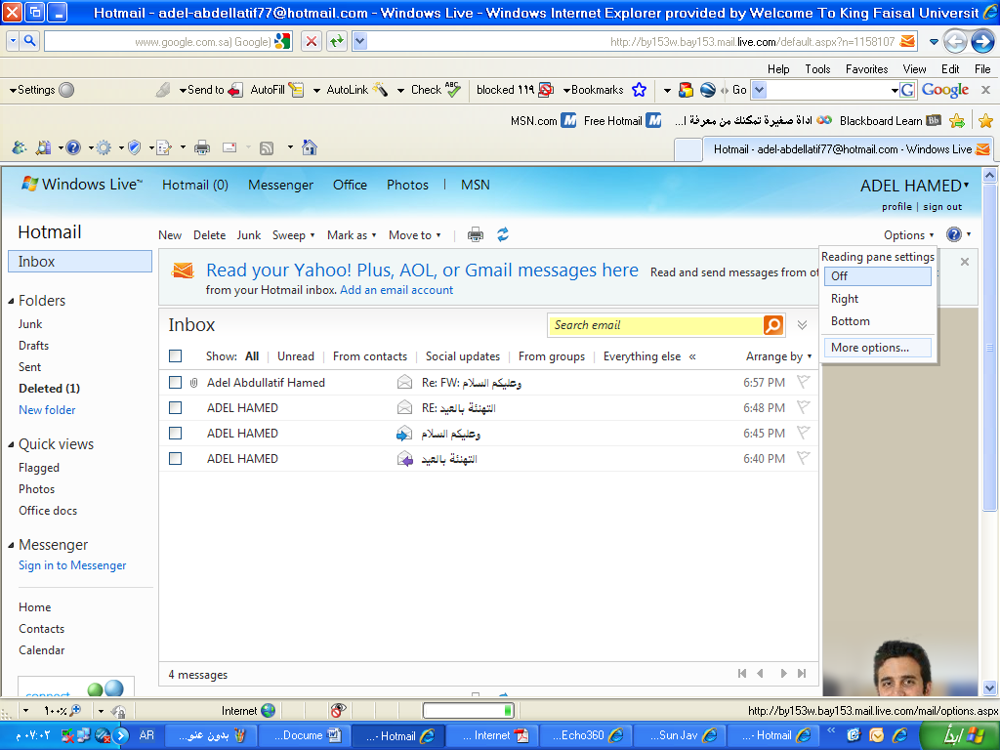 Hotmail - adel-abdellatif77@hotmail.com - Windows Live - Windows Internet Explorer provided by Welcome To King Faisal Universit
www.google.com.sa) Google)
http://by153w.bay153.mail.live.com/default.aspx?n=1158107
Help Tools Favorites View Edit File
Settings Send to AutoFill AutoLink Check blocked ١١٩ Bookmarks Go G Google
MSN.com Free Hotmail اداة صغيرة تمكنك من معرفة ا... Blackboard Learn Bb
Hotmail - adel-abdellatif77@hotmail.com - Windows Live
Windows Live™ Hotmail (0) Messenger Office Photos | MSN
ADEL HAMED
profile | sign out
Hotmail
New Delete Junk Sweep Mark as Move to Options
Inbox
Reading pane settings
Off
Right
Bottom
More options...
Read your Yahoo! Plus, AOL, or Gmail messages here Read and send messages from ot
from your Hotmail inbox. Add an email account
Folders
Junk
Drafts
Sent
Deleted (1)
New folder
Quick views
Flagged
Photos
Office docs
Messenger
Sign in to Messenger
Home
Contacts
Calendar
Inbox
Search email
Show: All Unread From contacts Social updates From groups Everything else « Arrange by
Adel Abdullatif Hamed Re: FW: وعليكم السلام 6:57 PM
ADEL HAMED RE: التهنئة بالعيد 6:48 PM
ADEL HAMED وعليكم السلام 6:45 PM
ADEL HAMED التهنئة بالعيد 6:40 PM
4 messages
١٠٠% Internet http://by153w.bay153.mail.live.com/mail/options.aspx
٠٧:٠٢ م AR بدون عنو... ...Docume ...- Hotmail ...Internet ...Echo360 ...Sun Jav ...- Hotmail ابدأ